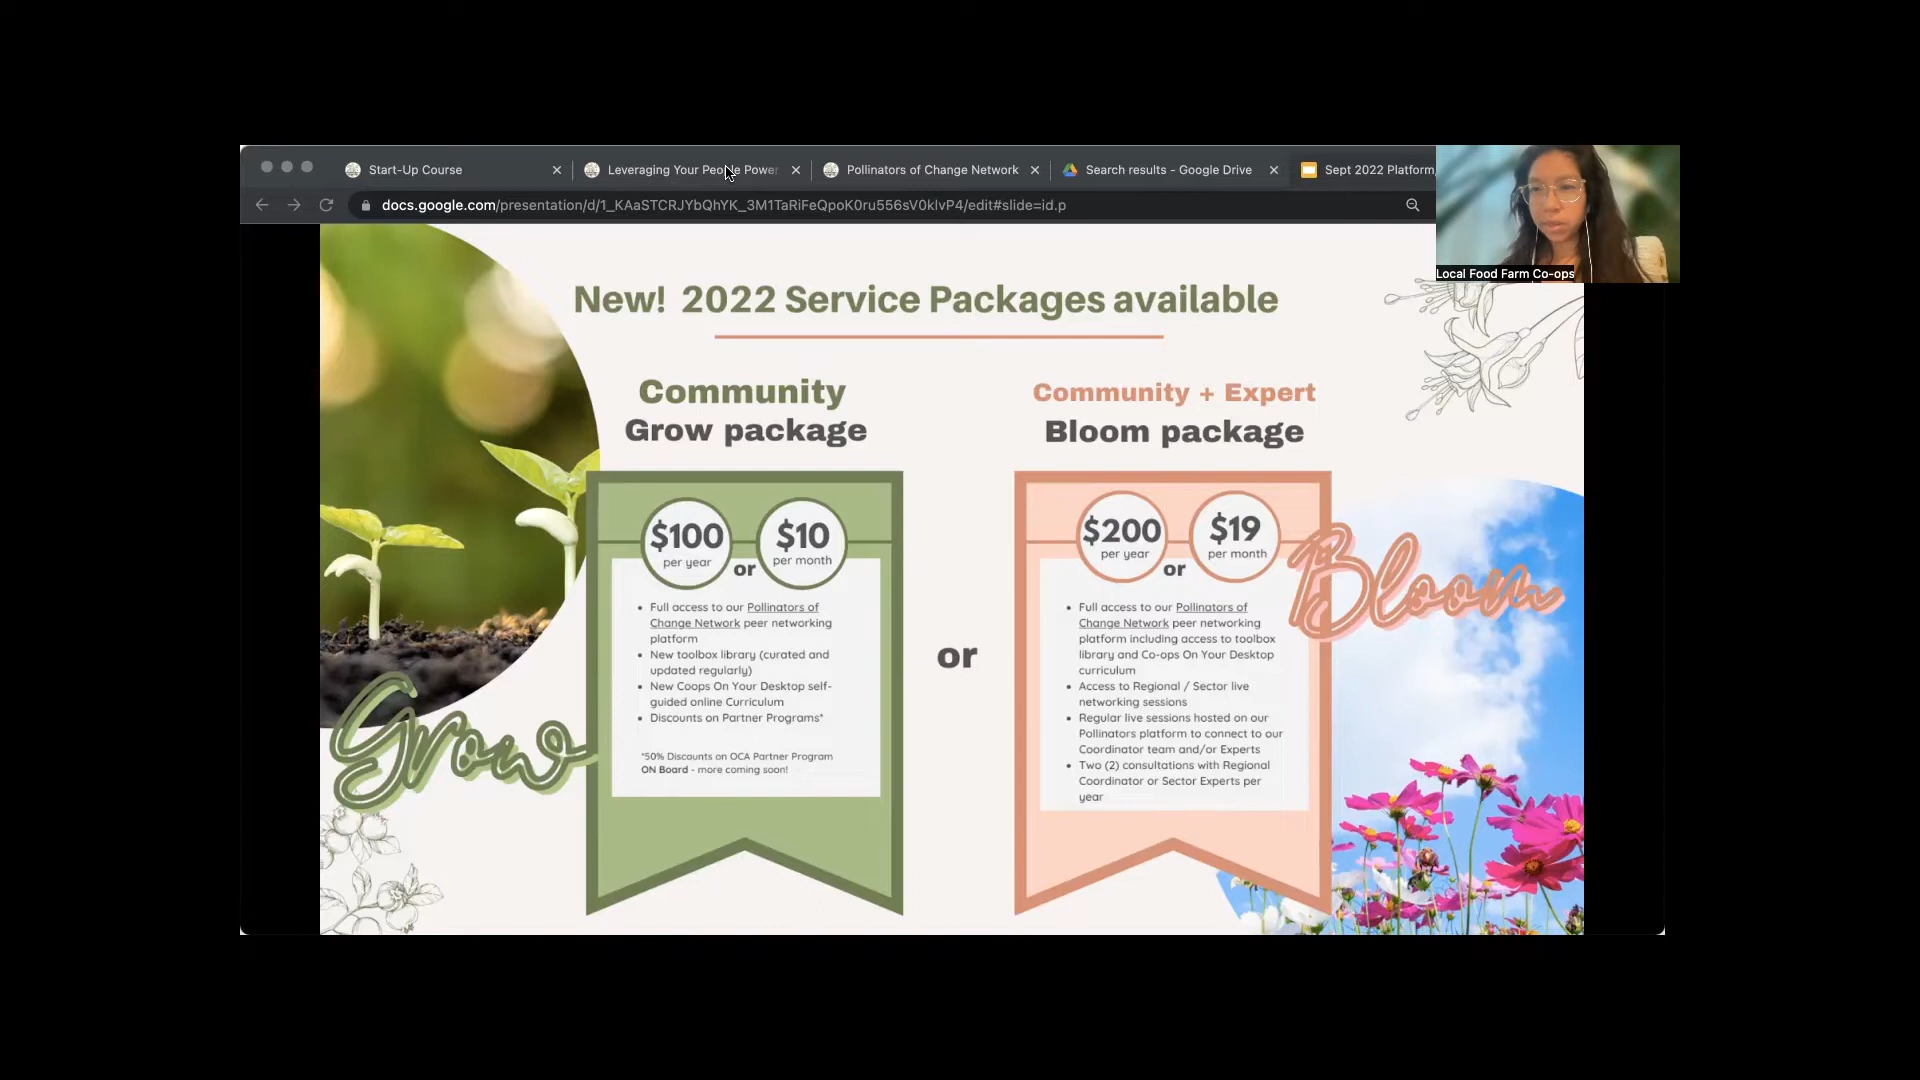 Start-Up Course
Leveraging Your People Power
Pollinators of Change Network
Search results - Google Drive
Sept 2022 Platform
docs.google.com/presentation/d/1_KAaSTCRJYbQhYK_3M1TaRiFeQpoK0ru556sV0klvP4/edit#slide=id.p
Local Food Farm Co-ops
New! 2022 Service Packages available
Community
Grow package
$100
per year
or
$10
per month
• Full access to our Pollinators of
Change Network peer networking
platform
• New toolbox library (curated and
updated regularly)
• New Coops On Your Desktop self-
guided online Curriculum
• Discounts on Partner Programs*
*50% Discounts on OCA Partner Program
ON Board - more coming soon!
Grow
or
Community + Expert
Bloom package
$200
per year
or
$19
per month
• Full access to our Pollinators of
Change Network peer networking
platform including access to toolbox
library and Co-ops On Your Desktop
curriculum
• Access to Regional / Sector live
networking sessions
• Regular live sessions hosted on our
Pollinators platform to connect to our
Coordinator team and/or Experts
• Two (2) consultations with Regional
Coordinator or Sector Experts per
year
Bloom